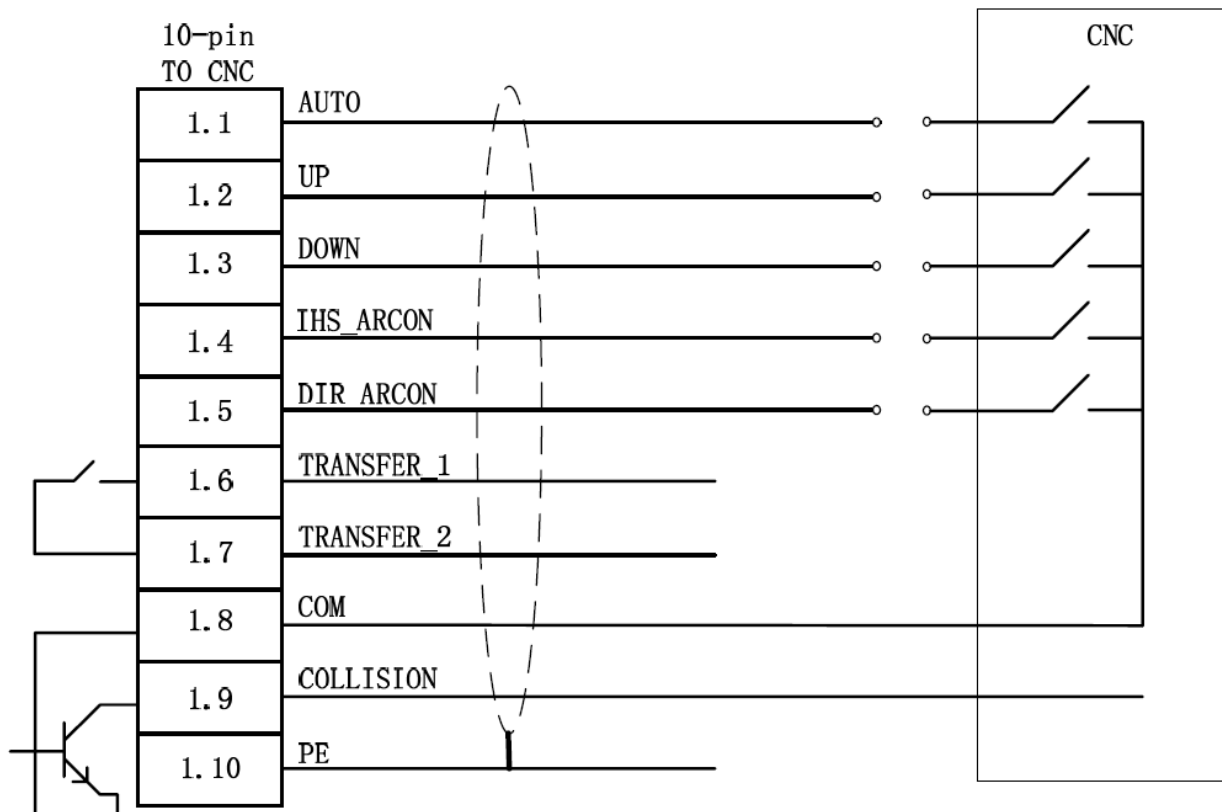 10-pin
TO CNC
CNC
1.1
AUTO
1.2
UP
1.3
DOWN
1.4
IHS_ARCON
1.5
DIR ARCON
1.6
TRANSFER_1
1.7
TRANSFER_2
1.8
COM
1.9
COLLISION
1.10
PE